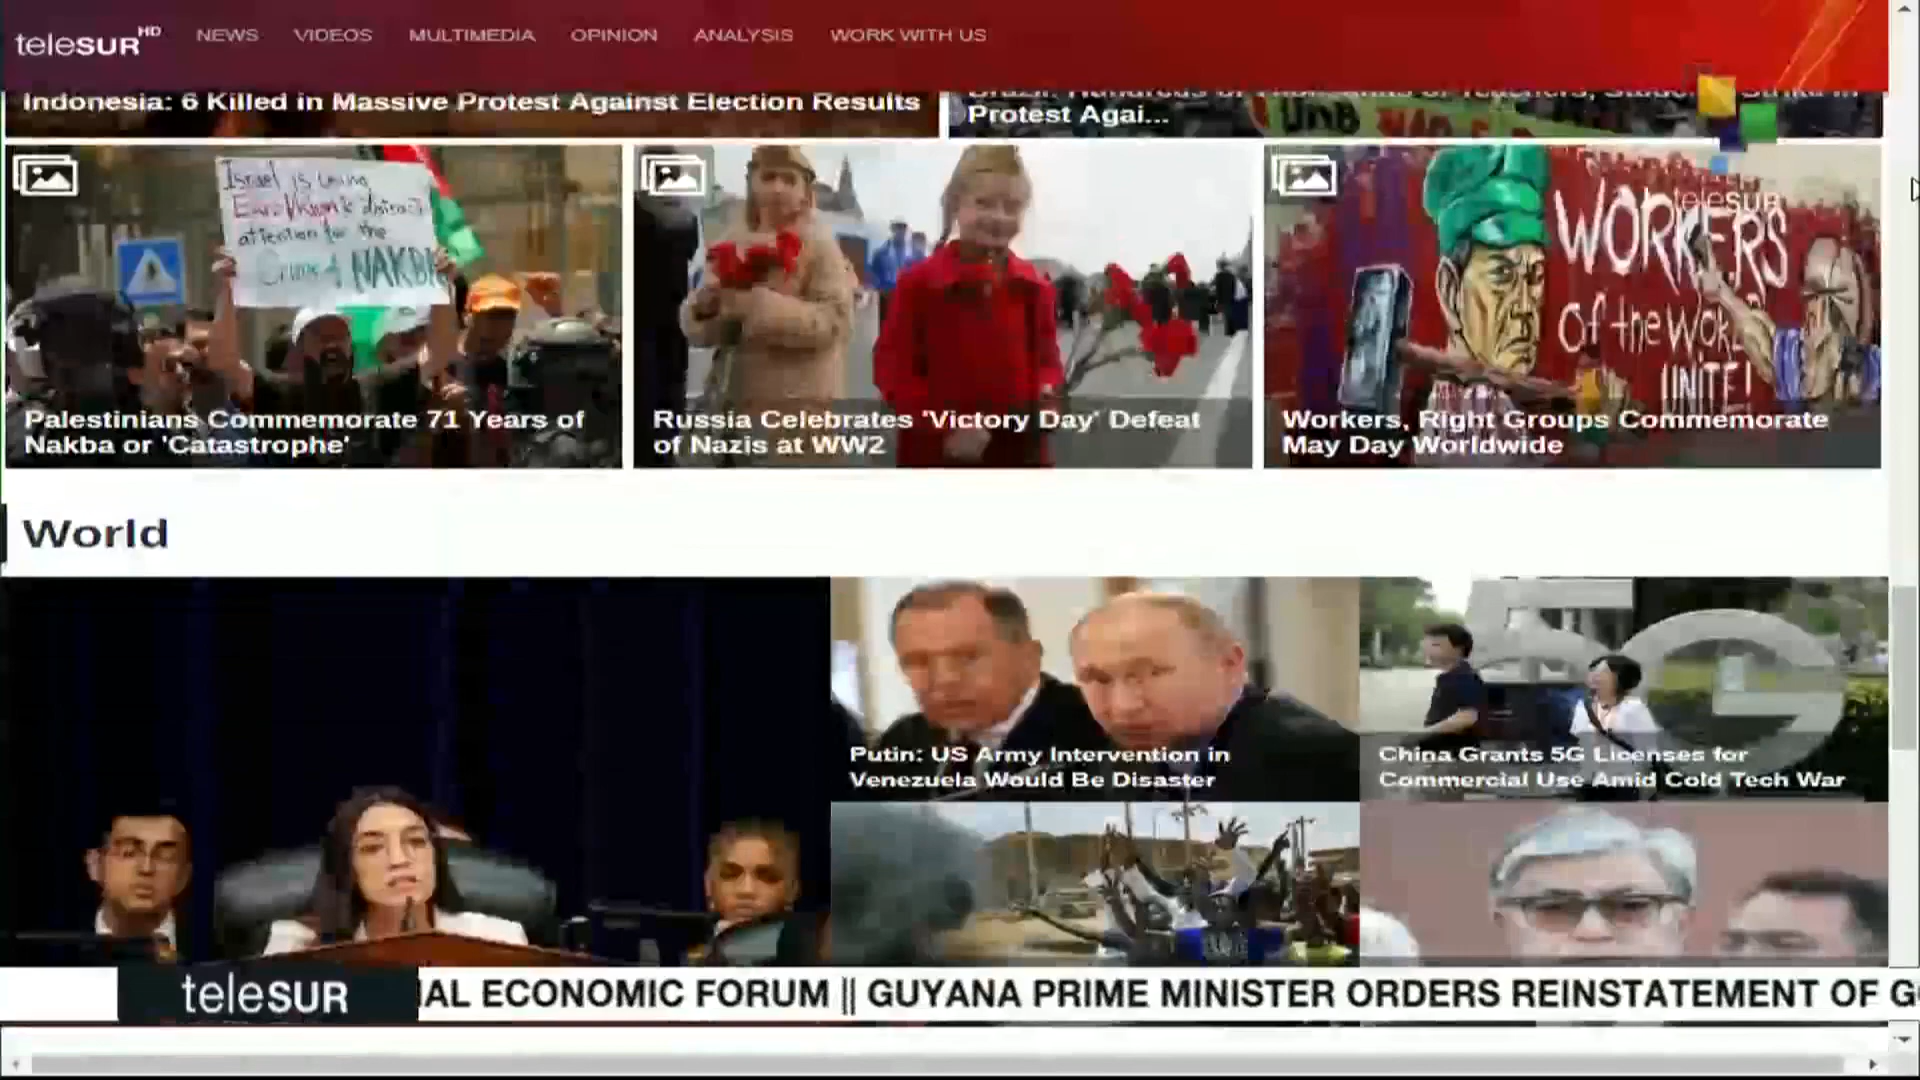 teleSUR HD
NEWS VIDEOS MULTIMEDIA OPINION ANALYSIS WORK WITH US
Indonesia: 6 Killed in Massive Protest Against Election Results
Protest Agai...
Israel is using
attention for the
NAKBA
teleSUR
WORKERS
of the
UNITE!
Palestinians Commemorate 71 Years of
Nakba or 'Catastrophe'
Russia Celebrates 'Victory Day' Defeat
of Nazis at WW2
Workers, Right Groups Commemorate
May Day Worldwide
World
5G
Putin: US Army Intervention in
Venezuela Would Be Disaster
China Grants 5G Licenses for
Commercial Use Amid Cold Tech War
teleSUR
IAL ECONOMIC FORUM || GUYANA PRIME MINISTER ORDERS REINSTATEMENT OF G